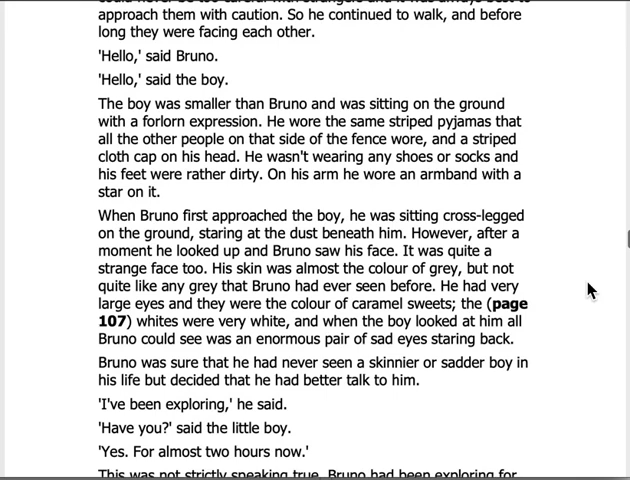 approach them with caution. So he continued to walk, and before
long they were facing each other.
'Hello,' said Bruno.
'Hello,' said the boy.
The boy was smaller than Bruno and was sitting on the ground
with a forlorn expression. He wore the same striped pyjamas that
all the other people on that side of the fence wore, and a striped
cloth cap on his head. He wasn't wearing any shoes or socks and
his feet were rather dirty. On his arm he wore an armband with a
star on it.
When Bruno first approached the boy, he was sitting cross-legged
on the ground, staring at the dust beneath him. However, after a
moment he looked up and Bruno saw his face. It was quite a
strange face too. His skin was almost the colour of grey, but not
quite like any grey that Bruno had ever seen before. He had very
large eyes and they were the colour of caramel sweets; the (page
107) whites were very white, and when the boy looked at him all
Bruno could see was an enormous pair of sad eyes staring back.
Bruno was sure that he had never seen a skinnier or sadder boy in
his life but decided that he had better talk to him.
'I've been exploring,' he said.
'Have you?' said the little boy.
'Yes. For almost two hours now.'
This was not strictly speaking true. Bruno had been exploring for